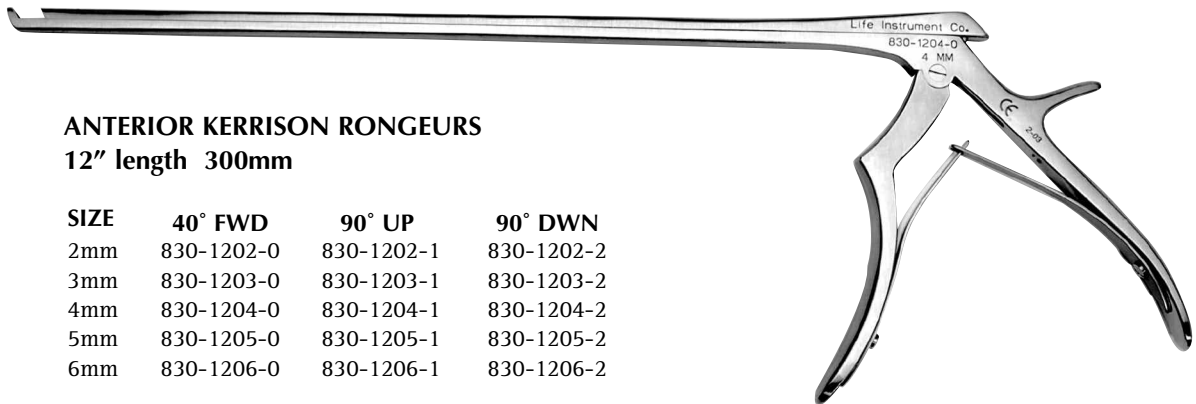 Life Instrument Co.
830-1204-0
4 MM
CE
2-03
ANTERIOR KERRISON RONGEURS
12” length 300mm
SIZE 40° FWD 90° UP 90° DWN
2mm 830-1202-0 830-1202-1 830-1202-2
3mm 830-1203-0 830-1203-1 830-1203-2
4mm 830-1204-0 830-1204-1 830-1204-2
5mm 830-1205-0 830-1205-1 830-1205-2
6mm 830-1206-0 830-1206-1 830-1206-2